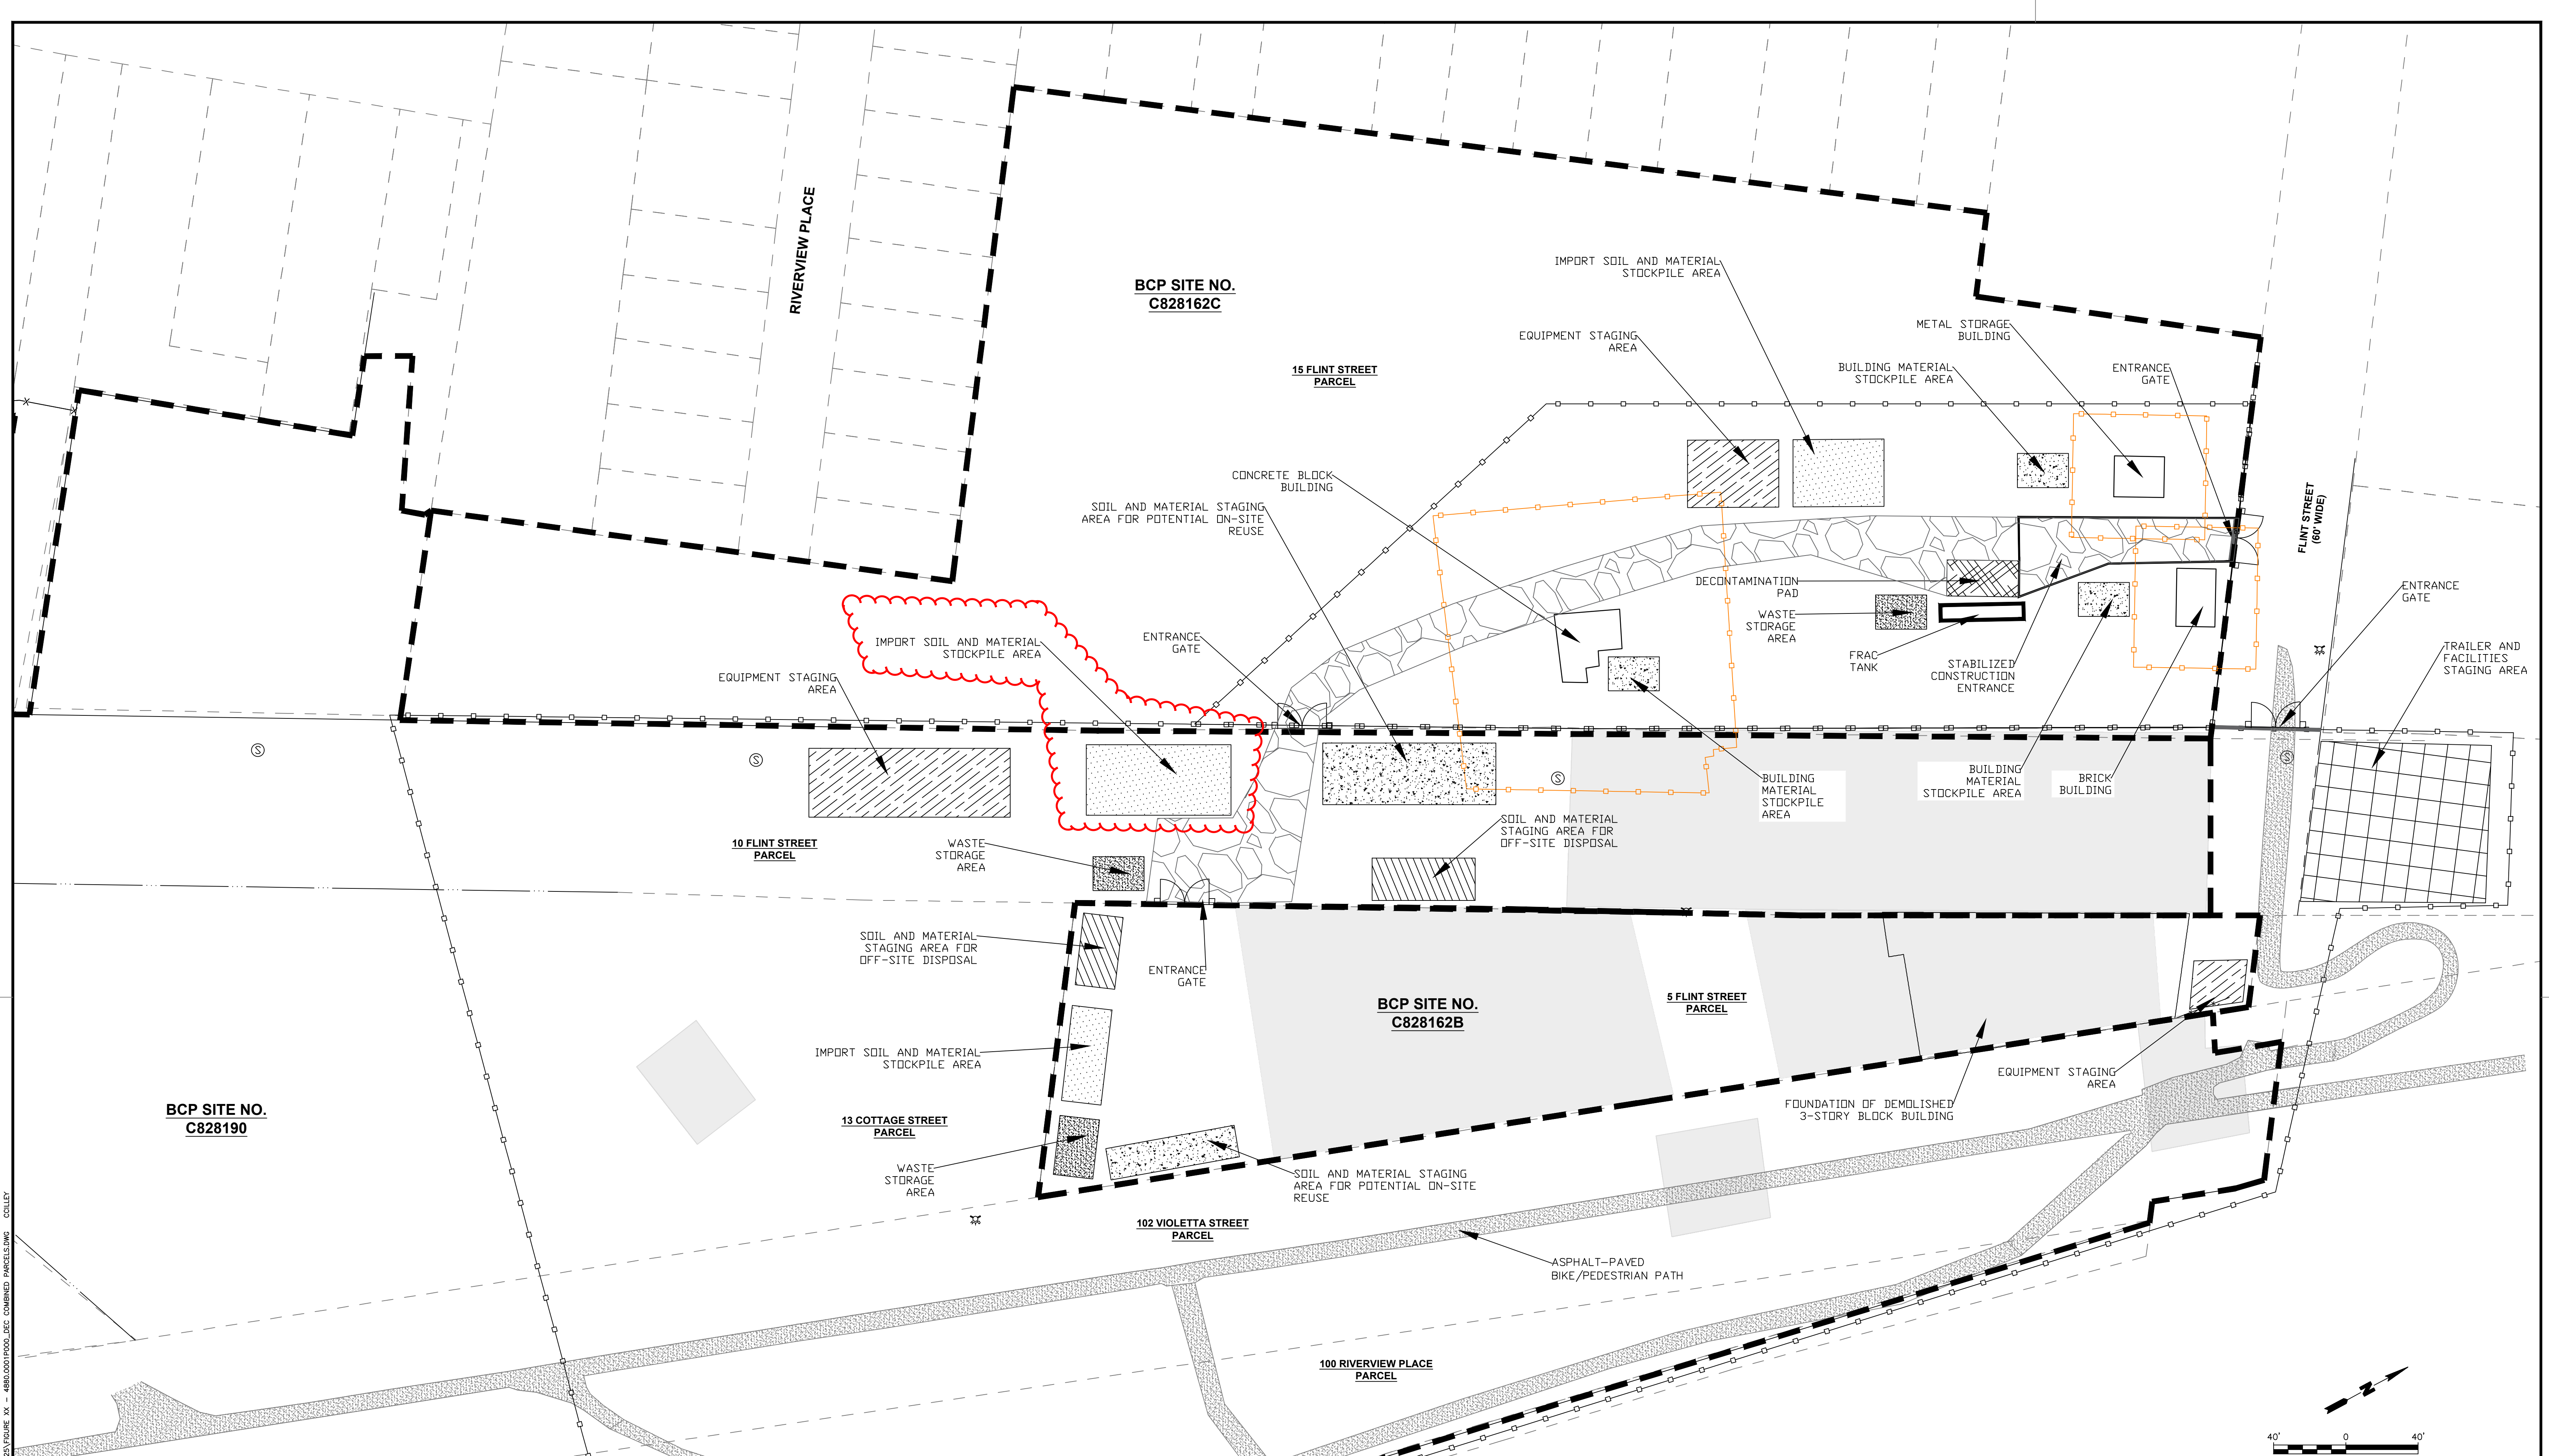 RIVERVIEW PLACE
BCP SITE NO.
C828162C
15 FLINT STREET
PARCEL
IMPORT SOIL AND MATERIAL
STOCKPILE AREA
EQUIPMENT STAGING
AREA
METAL STORAGE
BUILDING
BUILDING MATERIAL
STOCKPILE AREA
ENTRANCE
GATE
CONCRETE BLOCK
BUILDING
SOIL AND MATERIAL STAGING
AREA FOR POTENTIAL ON-SITE
REUSE
FLINT STREET
(60' WIDE)
DECONTAMINATION
PAD
WASTE
STORAGE
AREA
FRAC
TANK
STABILIZED
CONSTRUCTION
ENTRANCE
ENTRANCE
GATE
TRAILER AND
FACILITIES
STAGING AREA
IMPORT SOIL AND MATERIAL
STOCKPILE AREA
ENTRANCE
GATE
EQUIPMENT STAGING
AREA
S
S
S
S
BUILDING
MATERIAL
STOCKPILE
AREA
BUILDING
MATERIAL
STOCKPILE AREA
BRICK
BUILDING
10 FLINT STREET
PARCEL
WASTE
STORAGE
AREA
SOIL AND MATERIAL
STAGING AREA FOR
OFF-SITE DISPOSAL
SOIL AND MATERIAL
STAGING AREA FOR
OFF-SITE DISPOSAL
ENTRANCE
GATE
BCP SITE NO.
C828162B
5 FLINT STREET
PARCEL
IMPORT SOIL AND MATERIAL
STOCKPILE AREA
EQUIPMENT STAGING
AREA
FOUNDATION OF DEMOLISHED
3-STORY BLOCK BUILDING
BCP SITE NO.
C828190
13 COTTAGE STREET
PARCEL
WASTE
STORAGE
AREA
SOIL AND MATERIAL STAGING
AREA FOR POTENTIAL ON-SITE
REUSE
102 VIOLETTA STREET
PARCEL
ASPHALT-PAVED
BIKE/PEDESTRIAN PATH
100 RIVERVIEW PLACE
PARCEL
N
40' 0 40'
25\FIGURE XX - 4880.0001P000_DEC COMBINED PARCELS.DWG COLLEY